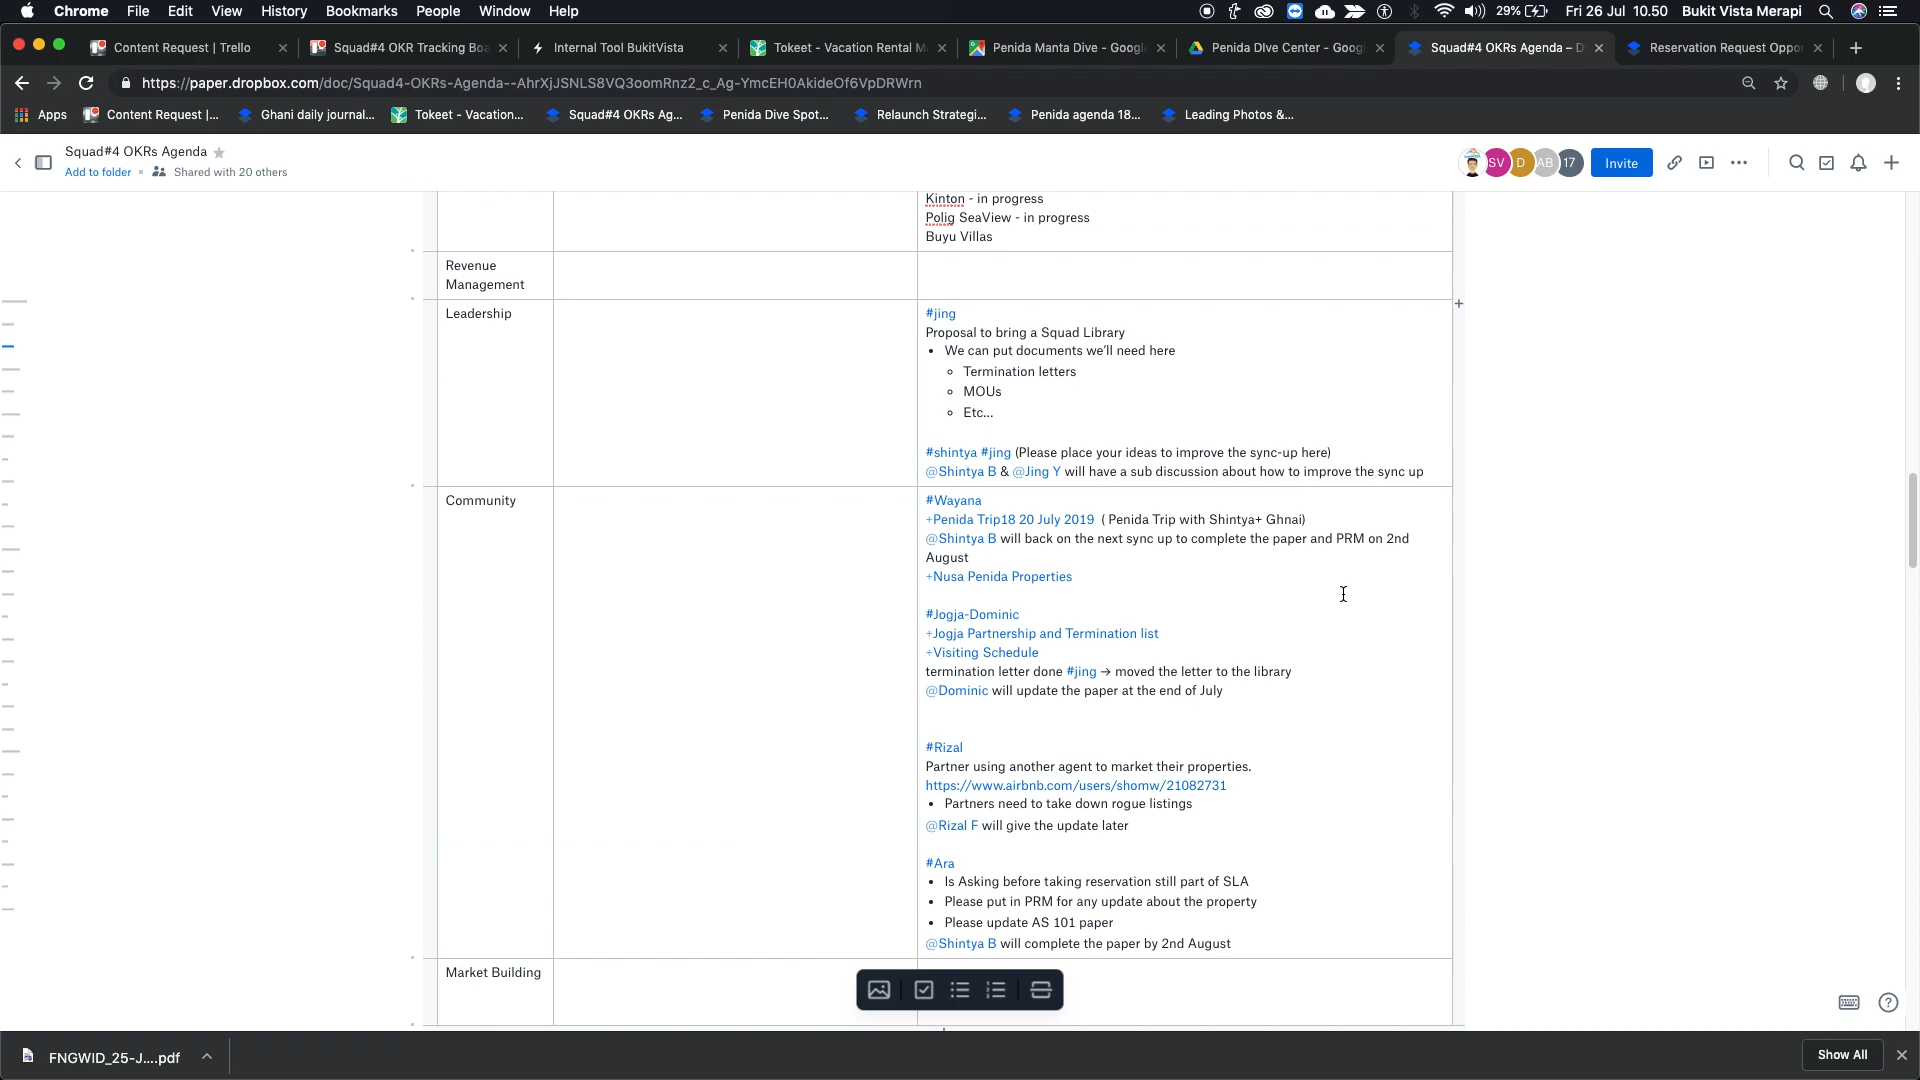 Chrome File Edit View History Bookmarks People Window Help 29% Fri 26 Jul 10.50 Bukit Vista Merapi
Content Request | Trello Squad#4 OKR Tracking Boa Internal Tool BukitVista Tokeet - Vacation Rental M Penida Manta Dive - Google Penida DIve Center - Goog Squad#4 OKRs Agenda – D Reservation Request Oppor
https://paper.dropbox.com/doc/Squad4-OKRs-Agenda--AhrXjJSNLS8VQ3oomRnz2_c_Ag-YmcEH0AkideOf6VpDRWrn
Apps Content Request |... Ghani daily journal... Tokeet - Vacation... Squad#4 OKRs Ag... Penida Dive Spot... Relaunch Strategi... Penida agenda 18... Leading Photos &...
Squad#4 OKRs Agenda
Add to folder • Shared with 20 others
SV D AB 17 Invite
Kinton - in progress
Polig SeaView - in progress
Buyu Villas
Revenue
Management
Leadership
#jing
Proposal to bring a Squad Library
• We can put documents we'll need here
Termination letters
MOUs
Etc...
#shintya #jing (Please place your ideas to improve the sync-up here)
@Shintya B & @Jing Y will have a sub discussion about how to improve the sync up
Community
#Wayana
+Penida Trip18 20 July 2019 ( Penida Trip with Shintya+ Ghnai)
@Shintya B will back on the next sync up to complete the paper and PRM on 2nd
August
+Nusa Penida Properties
#Jogja-Dominic
+Jogja Partnership and Termination list
+Visiting Schedule
termination letter done #jing → moved the letter to the library
@Dominic will update the paper at the end of July
#Rizal
Partner using another agent to market their properties.
https://www.airbnb.com/users/shomw/21082731
• Partners need to take down rogue listings
@Rizal F will give the update later
#Ara
• Is Asking before taking reservation still part of SLA
• Please put in PRM for any update about the property
• Please update AS 101 paper
@Shintya B will complete the paper by 2nd August
Market Building
FNGWID_25-J....pdf
Show All